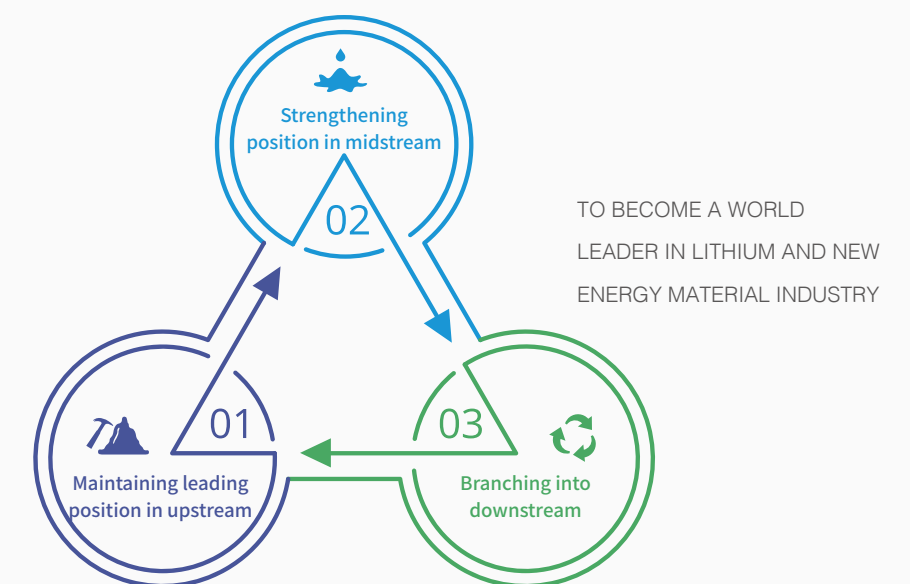 Strengthening
position in midstream
02
TO BECOME A WORLD
LEADER IN LITHIUM AND NEW
ENERGY MATERIAL INDUSTRY
01
Maintaining leading
position in upstream
03
Branching into
downstream